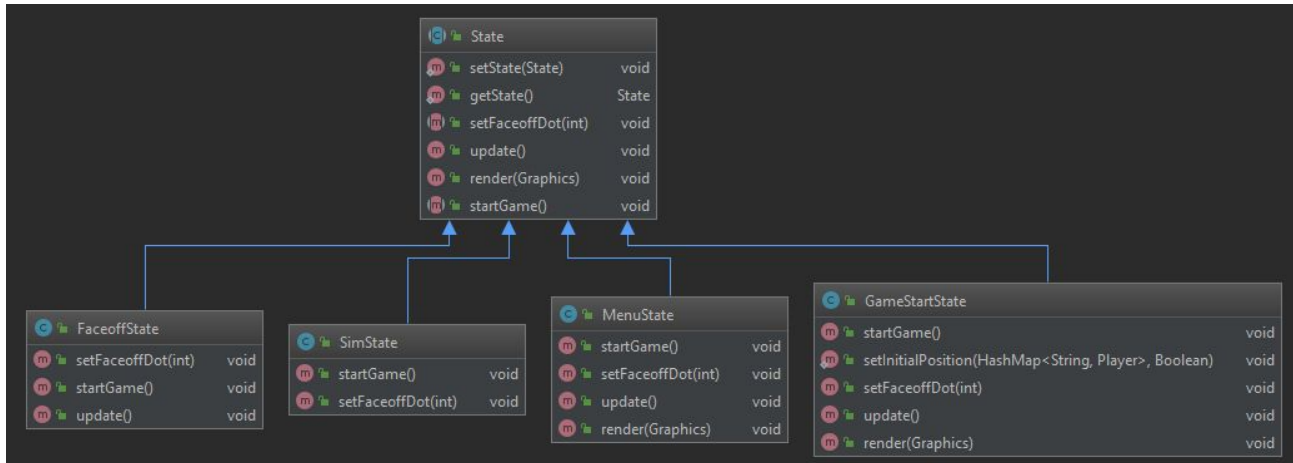 State
setState(State) void
getState() State
setFaceoffDot(int) void
update() void
render(Graphics) void
startGame() void
FaceoffState
setFaceoffDot(int) void
startGame() void
update() void
SimState
startGame() void
setFaceoffDot(int) void
MenuState
startGame() void
setFaceoffDot(int) void
update() void
render(Graphics) void
GameStartState
startGame() void
setInitialPosition(HashMap<String, Player>, Boolean) void
setFaceoffDot(int) void
update() void
render(Graphics) void